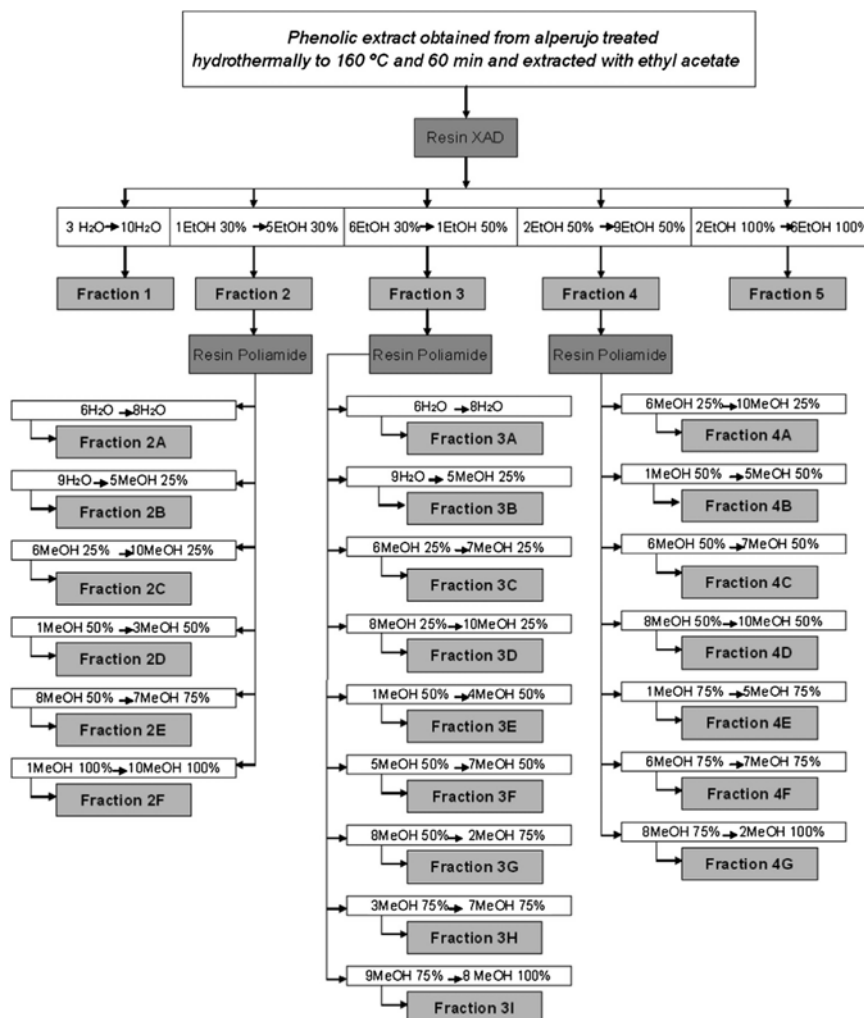 Phenolic extract obtained from alperujo treated
hydrothermally to 160 ºC and 60 min and extracted with ethyl acetate
Resin XAD
3 H₂O→10H₂O
1EtOH 30% →5EtOH 30%
6EtOH 30%→1EtOH 50%
2EtOH 50% →9EtOH 50%
2EtOH 100% →6EtOH 100%
Fraction 1
Fraction 2
Fraction 3
Fraction 4
Fraction 5
Resin Poliamide
Resin Poliamide
Resin Poliamide
6H₂O →8H₂O
Fraction 2A
9H₂O→5MeOH 25%
Fraction 2B
6MeOH 25% →10MeOH 25%
Fraction 2C
1MeOH 50% →3MeOH 50%
Fraction 2D
8MeOH 50% →7MeOH 75%
Fraction 2E
1MeOH 100%→10MeOH 100%
Fraction 2F
6H₂O →8H₂O
Fraction 3A
9H₂O → 5MeOH 25%
Fraction 3B
6MeOH 25% →7MeOH 25%
Fraction 3C
8MeOH 25% →10MeOH 25%
Fraction 3D
1MeOH 50% →4MeOH 50%
Fraction 3E
5MeOH 50% →7MeOH 50%
Fraction 3F
8MeOH 50% → 2MeOH 75%
Fraction 3G
3MeOH 75% → 7MeOH 75%
Fraction 3H
9MeOH 75% →8 MeOH 100%
Fraction 3I
6MeOH 25% →10MeOH 25%
Fraction 4A
1MeOH 50% →5MeOH 50%
Fraction 4B
6MeOH 50% →7MeOH 50%
Fraction 4C
8MeOH 50% →10MeOH 50%
Fraction 4D
1MeOH 75% →5MeOH 75%
Fraction 4E
6MeOH 75% →7MeOH 75%
Fraction 4F
8MeOH 75% →2MeOH 100%
Fraction 4G